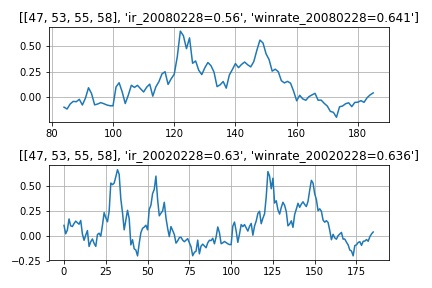 [[47, 53, 55, 58], 'ir_20080228=0.56', 'winrate_20080228=0.641']
0.50
0.25
0.00
80 100 120 140 160 180
[[47, 53, 55, 58], 'ir_20020228=0.63', 'winrate_20020228=0.636']
0.50
0.25
0.00
−0.25
0 25 50 75 100 125 150 175